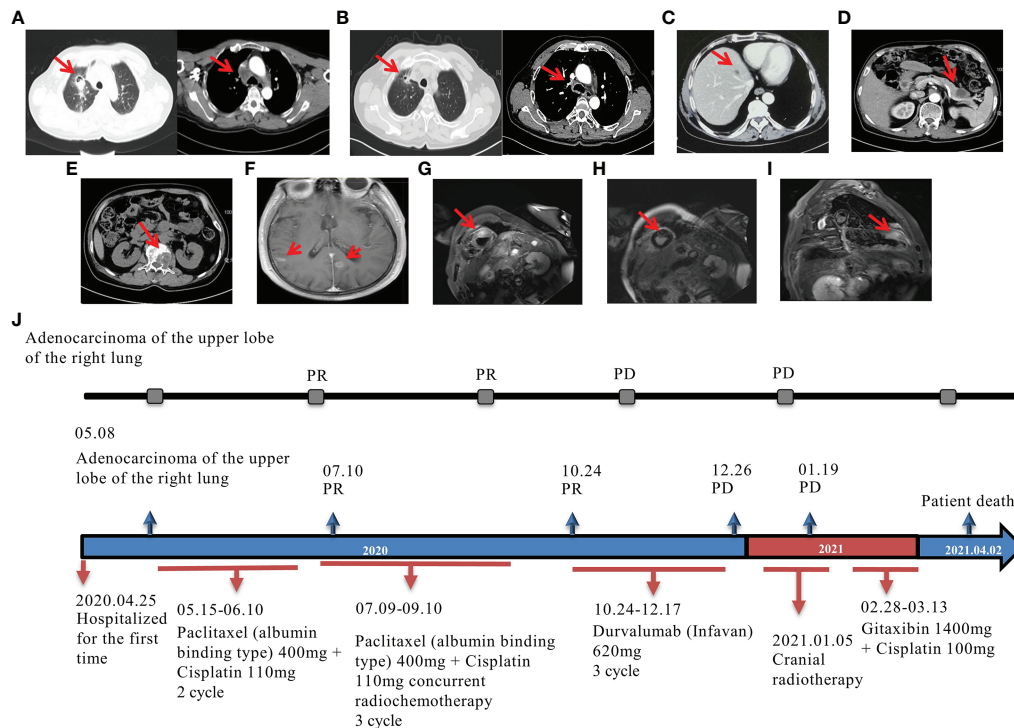 A
B
C
D
E
F
G
H
I
J
Adenocarcinoma of the upper lobe
of the right lung
PR
PR
PD
PD
05.08
Adenocarcinoma of the upper
lobe of the right lung
07.10
PR
10.24
PR
12.26
PD
01.19
PD
Patient death
2020
2021
2021.04.02
2020.04.25
Hospitalized
for the first
time
05.15-06.10
Paclitaxel (albumin
binding type) 400mg +
Cisplatin 110mg
2 cycle
07.09-09.10
Paclitaxel (albumin binding
type) 400mg + Cisplatin
110mg concurrent
radiochemotherapy
3 cycle
10.24-12.17
Durvalumab (Infavan)
620mg
3 cycle
2021.01.05
Cranial
radiotherapy
02.28-03.13
Gitaxibin 1400mg
+ Cisplatin 100mg